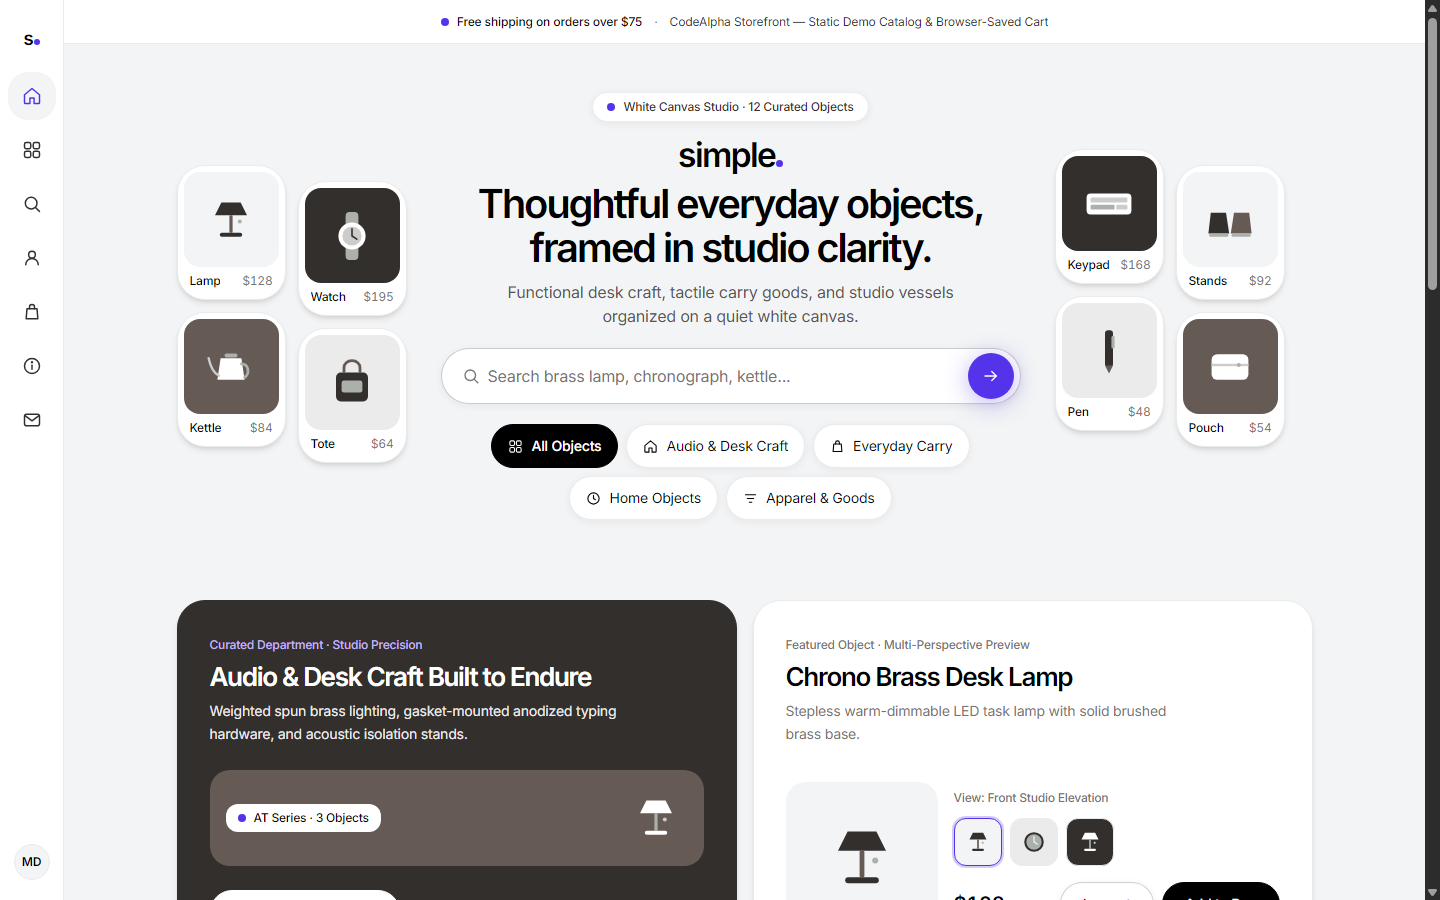 Free shipping on orders over $75 · CodeAlpha Storefront — Static Demo Catalog & Browser-Saved Cart
s.
White Canvas Studio · 12 Curated Objects
simple.
Thoughtful everyday objects,
framed in studio clarity.
Functional desk craft, tactile carry goods, and studio vessels
organized on a quiet white canvas.
Lamp $128
Watch $195
Kettle $84
Tote $64
Keypad $168
Stands $92
Pen $48
Pouch $54
Search brass lamp, chronograph, kettle...
All Objects
Audio & Desk Craft
Everyday Carry
Home Objects
Apparel & Goods
Curated Department · Studio Precision
Audio & Desk Craft Built to Endure
Weighted spun brass lighting, gasket-mounted anodized typing
hardware, and acoustic isolation stands.
AT Series · 3 Objects
Featured Object · Multi-Perspective Preview
Chrono Brass Desk Lamp
Stepless warm-dimmable LED task lamp with solid brushed
brass base.
View: Front Studio Elevation
MD